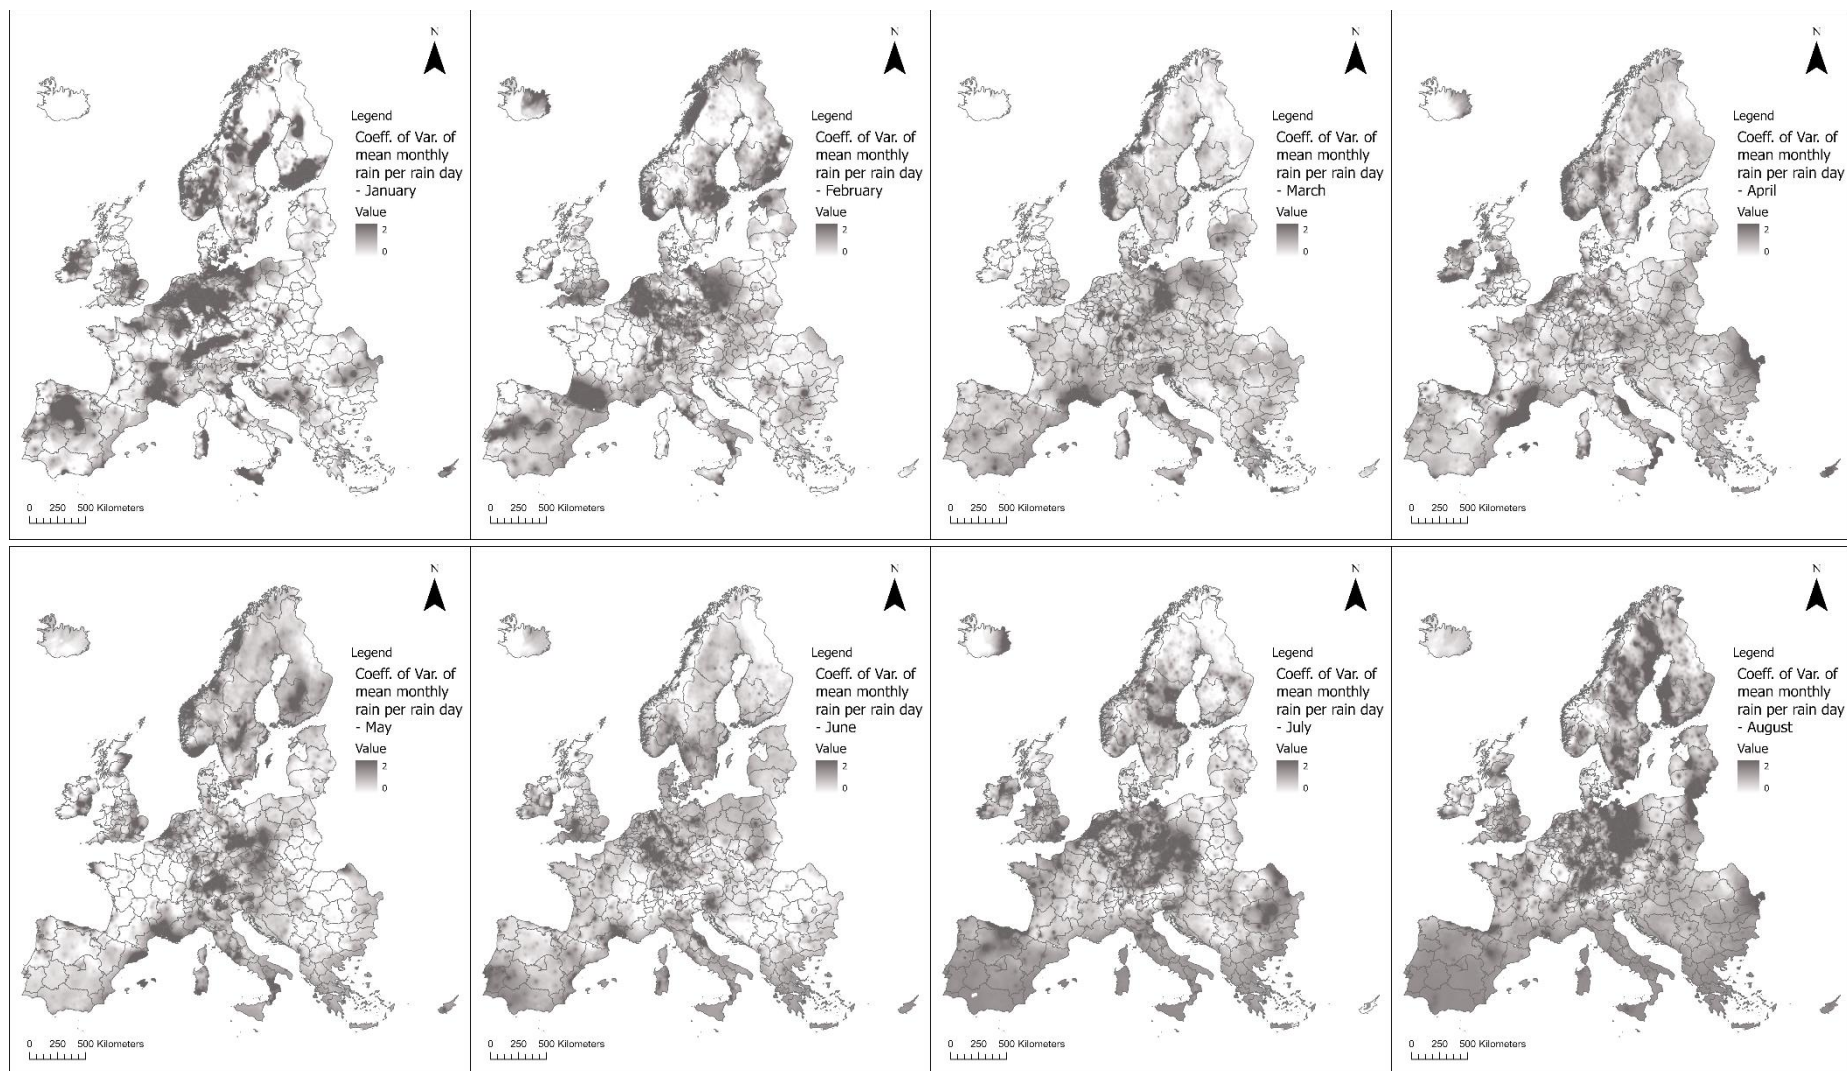 N
Legend
Coeff. of Var. of
mean monthly
rain per rain day
- January
Value
2
0
0 250 500 Kilometers
N
Legend
Coeff. of Var. of
mean monthly
rain per rain day
- February
Value
2
0
0 250 500 Kilometers
N
Legend
Coeff. of Var. of
mean monthly
rain per rain day
- March
Value
2
0
0 250 500 Kilometers
N
Legend
Coeff. of Var. of
mean monthly
rain per rain day
- April
Value
2
0
0 250 500 Kilometers
N
Legend
Coeff. of Var. of
mean monthly
rain per rain day
- May
Value
2
0
0 250 500 Kilometers
N
Legend
Coeff. of Var. of
mean monthly
rain per rain day
- June
Value
2
0
0 250 500 Kilometers
N
Legend
Coeff. of Var. of
mean monthly
rain per rain day
- July
Value
2
0
0 250 500 Kilometers
N
Legend
Coeff. of Var. of
mean monthly
rain per rain day
- August
Value
2
0
0 250 500 Kilometers